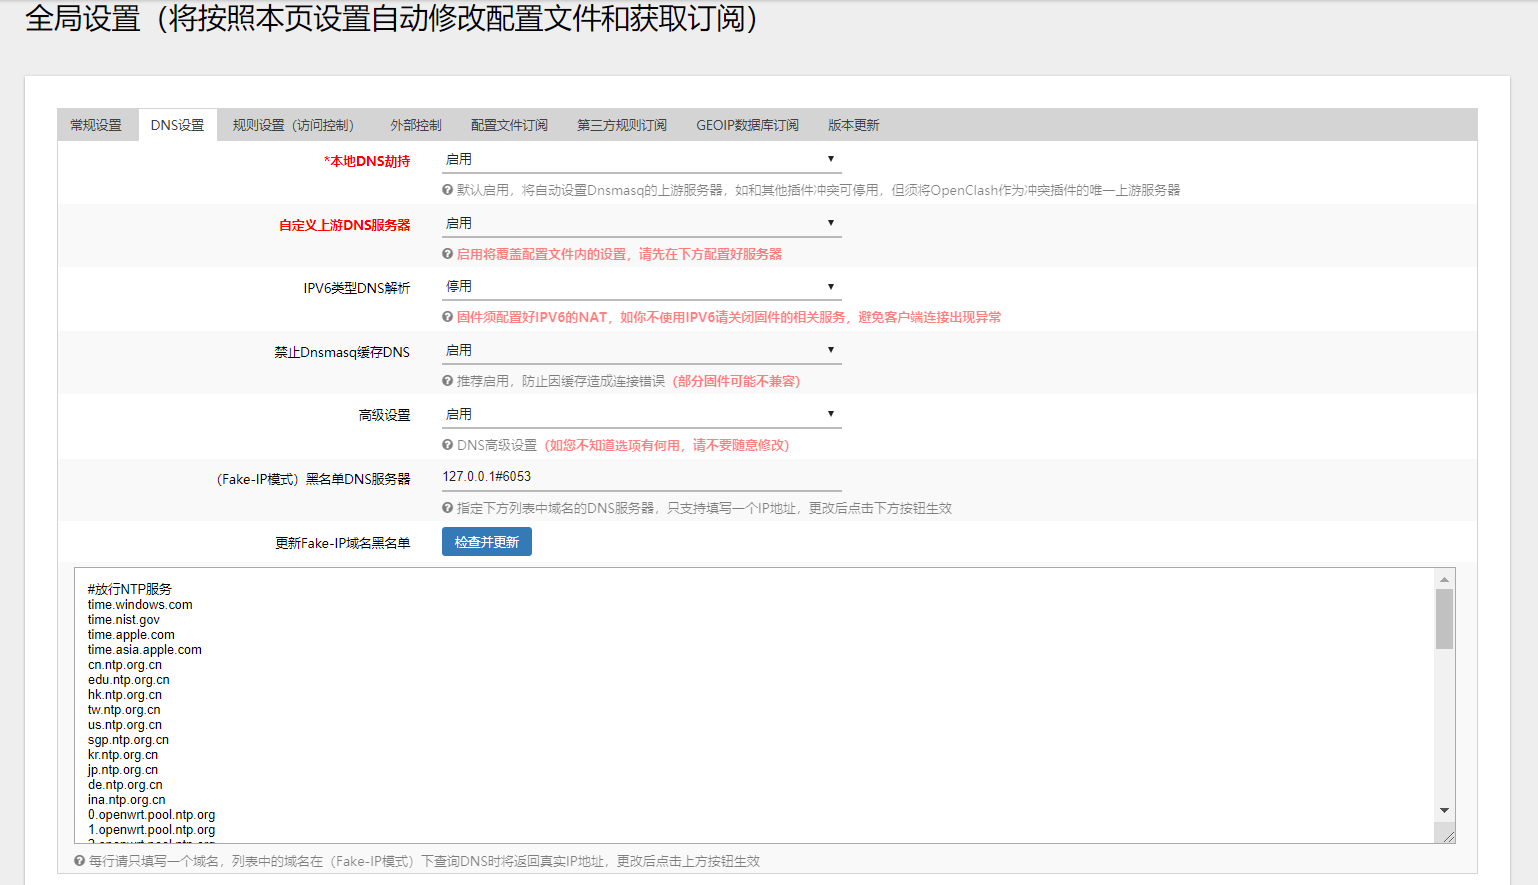 全局设置（将按照本页设置自动修改配置文件和获取订阅）
常规设置 DNS设置 规则设置（访问控制） 外部控制 配置文件订阅 第三方规则订阅 GEOIP数据库订阅 版本更新
*本地DNS劫持 启用
默认启用，将自动设置Dnsmasq的上游服务器，如和其他插件冲突可停用，但须将OpenClash作为冲突插件的唯一上游服务器
自定义上游DNS服务器 启用
启用将覆盖配置文件内的设置，请先在下方配置好服务器
IPV6类型DNS解析 停用
固件须配置好IPV6的NAT，如你不使用IPV6请关闭固件的相关服务，避免客户端连接出现异常
禁止Dnsmasq缓存DNS 启用
推荐启用，防止因缓存造成连接错误（部分固件可能不兼容）
高级设置 启用
DNS高级设置（如您不知道选项有何用，请不要随意修改）
（Fake-IP模式）黑名单DNS服务器 127.0.0.1#6053
指定下方列表中域名的DNS服务器，只支持填写一个IP地址，更改后点击下方按钮生效
更新Fake-IP域名黑名单 检查并更新
#放行NTP服务
time.windows.com
time.nist.gov
time.apple.com
time.asia.apple.com
cn.ntp.org.cn
edu.ntp.org.cn
hk.ntp.org.cn
tw.ntp.org.cn
us.ntp.org.cn
sgp.ntp.org.cn
kr.ntp.org.cn
jp.ntp.org.cn
de.ntp.org.cn
ina.ntp.org.cn
0.openwrt.pool.ntp.org
1.openwrt.pool.ntp.org
每行请只填写一个域名，列表中的域名在（Fake-IP模式）下查询DNS时将返回真实IP地址，更改后点击上方按钮生效